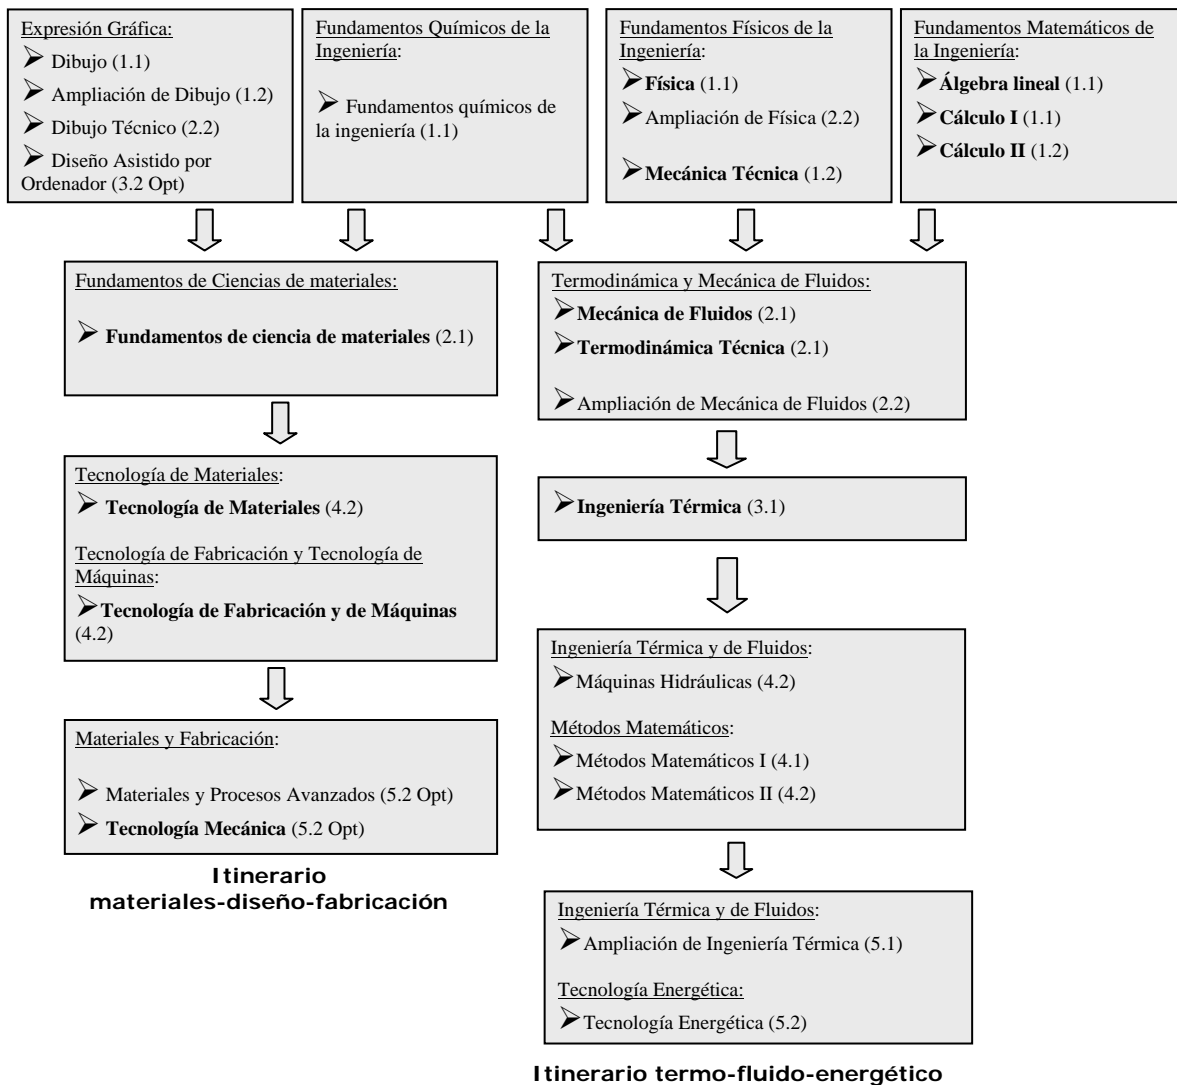 Expresión Gráfica:
➢ Dibujo (1.1)
➢ Ampliación de Dibujo (1.2)
➢ Dibujo Técnico (2.2)
➢ Diseño Asistido por
Ordenador (3.2 Opt)
Fundamentos Químicos de la
Ingeniería:
➢ Fundamentos químicos de
la ingeniería (1.1)
Fundamentos Físicos de la
Ingeniería:
➢ Física (1.1)
➢ Ampliación de Física (2.2)
➢ Mecánica Técnica (1.2)
Fundamentos Matemáticos de
la Ingeniería:
➢ Álgebra lineal (1.1)
➢ Cálculo I (1.1)
➢ Cálculo II (1.2)
Fundamentos de Ciencias de materiales:
➢ Fundamentos de ciencia de materiales (2.1)
Termodinámica y Mecánica de Fluidos:
➢ Mecánica de Fluidos (2.1)
➢ Termodinámica Técnica (2.1)
➢ Ampliación de Mecánica de Fluidos (2.2)
Tecnología de Materiales:
➢ Tecnología de Materiales (4.2)
Tecnología de Fabricación y Tecnología de
Máquinas:
➢ Tecnología de Fabricación y de Máquinas
(4.2)
➢ Ingeniería Térmica (3.1)
Ingeniería Térmica y de Fluidos:
➢ Máquinas Hidráulicas (4.2)
Métodos Matemáticos:
➢ Métodos Matemáticos I (4.1)
➢ Métodos Matemáticos II (4.2)
Materiales y Fabricación:
➢ Materiales y Procesos Avanzados (5.2 Opt)
➢ Tecnología Mecánica (5.2 Opt)
Itinerario
materiales-diseño-fabricación
Ingeniería Térmica y de Fluidos:
➢ Ampliación de Ingeniería Térmica (5.1)
Tecnología Energética:
➢ Tecnología Energética (5.2)
Itinerario termo-fluido-energético